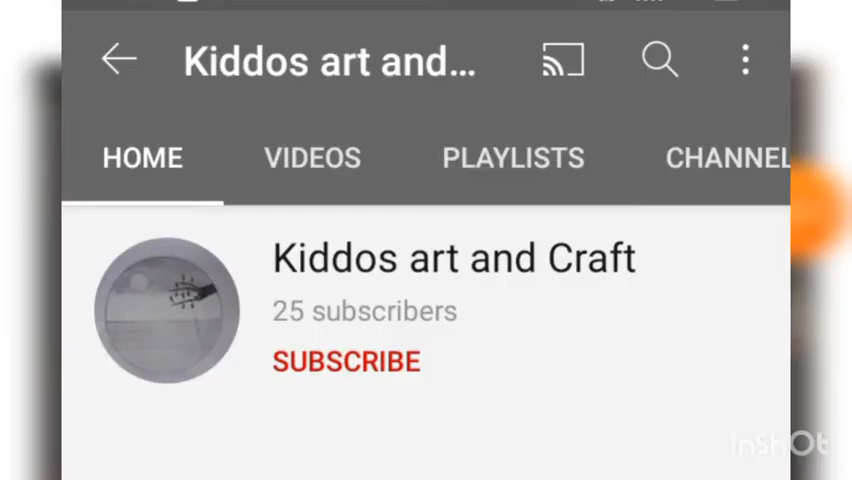 Kiddos art and...
HOME VIDEOS PLAYLISTS CHANNEL
Kiddos art and Craft
25 subscribers
SUBSCRIBE
InShOt